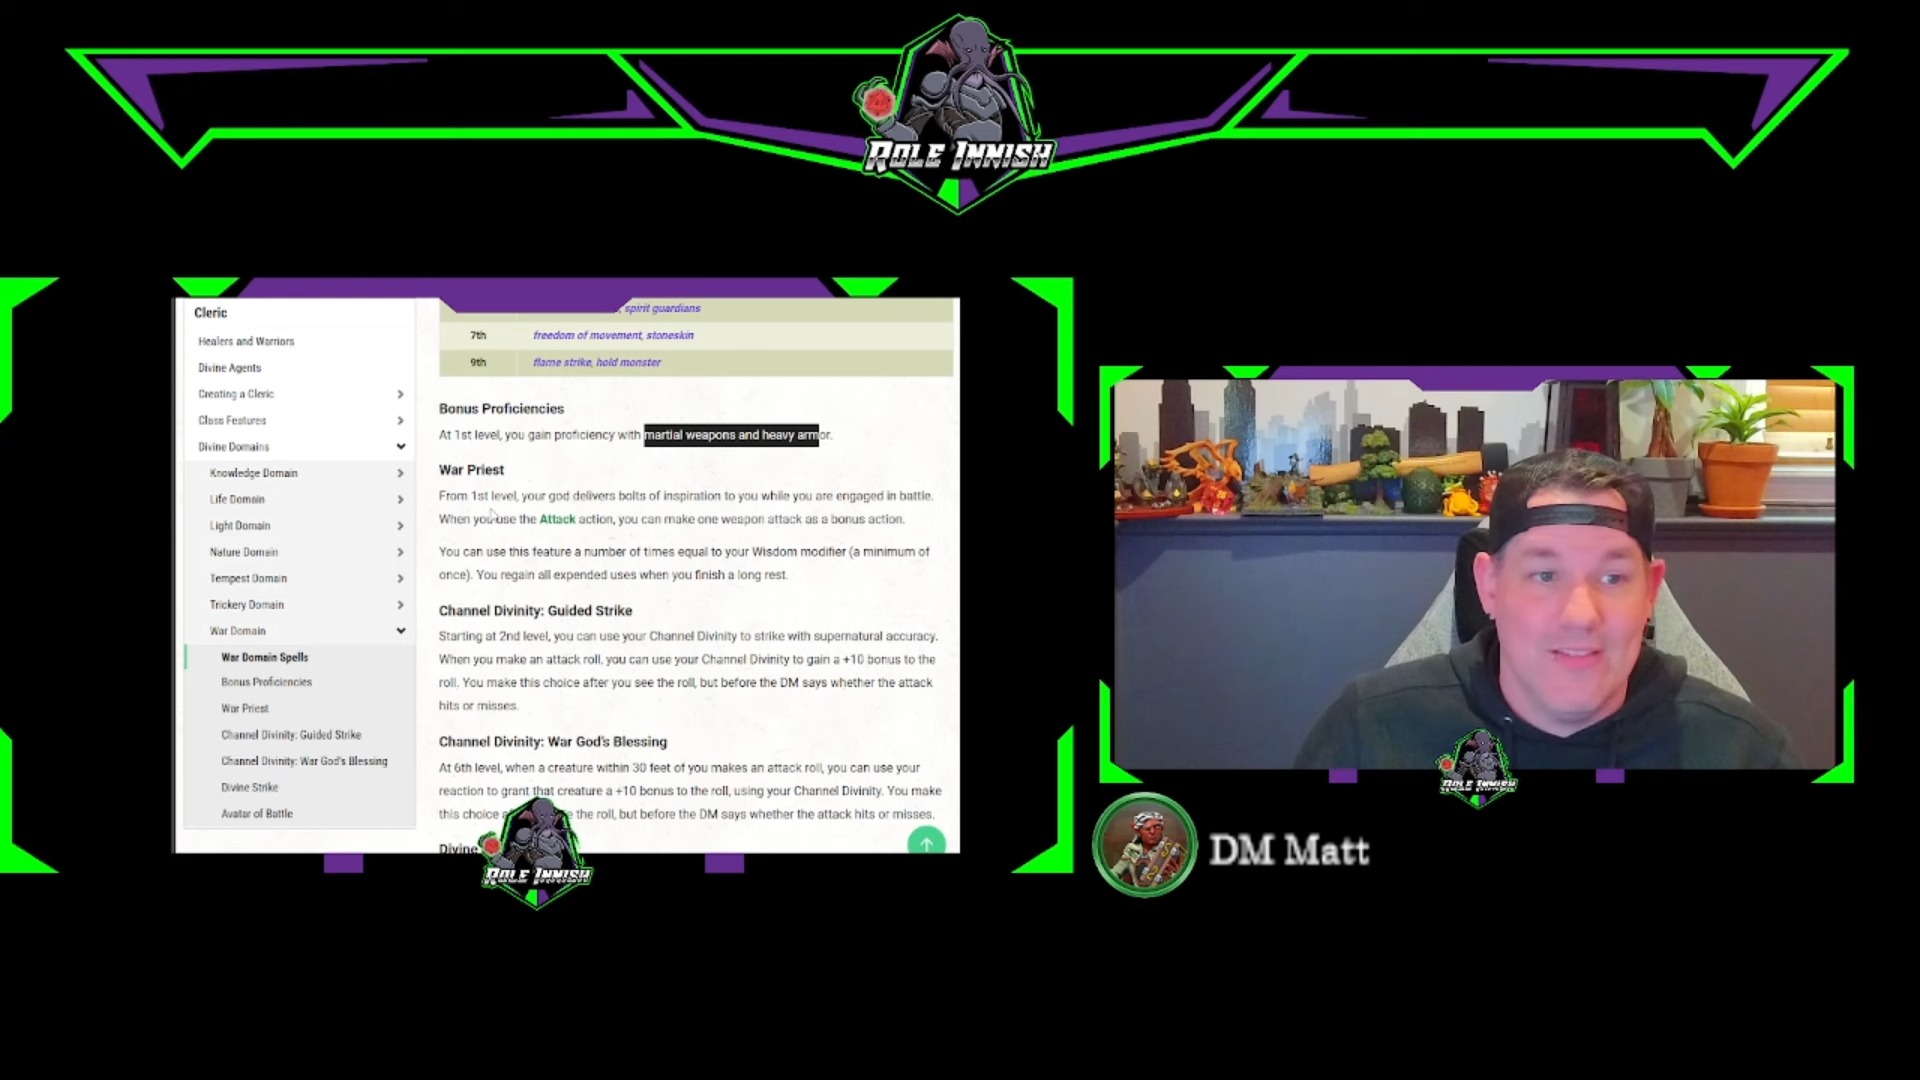 ROLE INNISH
Cleric
Healers and Warriors
Divine Agents
Creating a Cleric
Class Features
Divine Domains
Knowledge Domain
Life Domain
Light Domain
Nature Domain
Tempest Domain
Trickery Domain
War Domain
War Domain Spells
Bonus Proficiencies
War Priest
Channel Divinity: Guided Strike
Channel Divinity: War God's Blessing
Divine Strike
Avatar of Battle
, spirit guardians
7th freedom of movement, stoneskin
9th flame strike, hold monster
Bonus Proficiencies
At 1st level, you gain proficiency with martial weapons and heavy armor.
War Priest
From 1st level, your god delivers bolts of inspiration to you while you are engaged in battle.
When you use the Attack action, you can make one weapon attack as a bonus action.
You can use this feature a number of times equal to your Wisdom modifier (a minimum of
once). You regain all expended uses when you finish a long rest.
Channel Divinity: Guided Strike
Starting at 2nd level, you can use your Channel Divinity to strike with supernatural accuracy.
When you make an attack roll, you can use your Channel Divinity to gain a +10 bonus to the
roll. You make this choice after you see the roll, but before the DM says whether the attack
hits or misses.
Channel Divinity: War God's Blessing
At 6th level, when a creature within 30 feet of you makes an attack roll, you can use your
reaction to grant that creature a +10 bonus to the roll, using your Channel Divinity. You make
this choice the roll, but before the DM says whether the attack hits or misses.
Divine
ROLE INNISH
ROLE INNISH
DM Matt